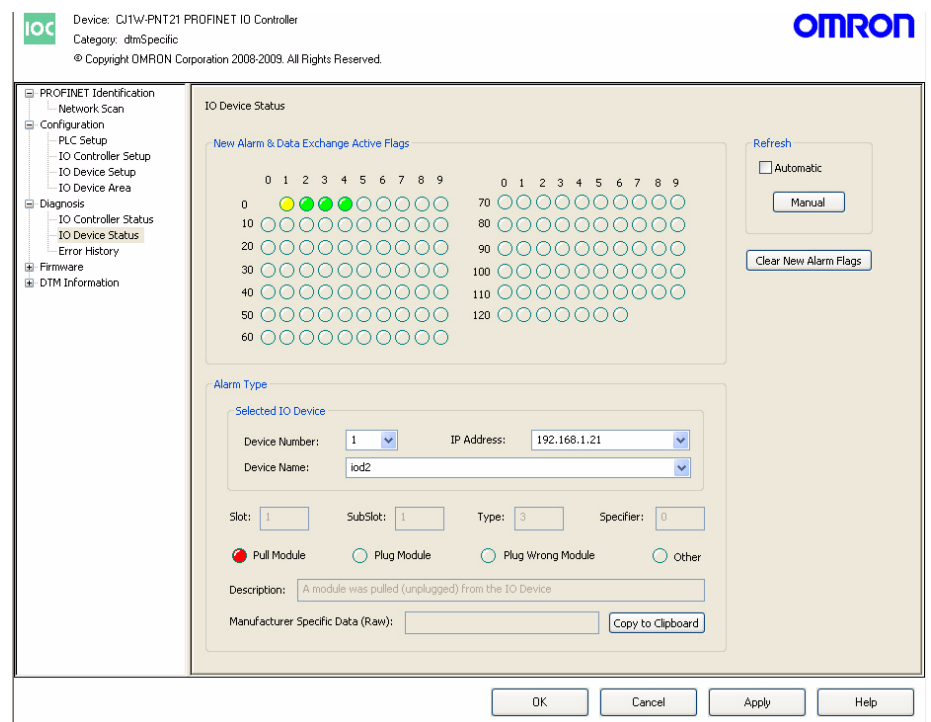 IOC
Device: CJ1W-PNT21 PROFINET IO Controller
OMRON
Category: dtmSpecific
© Copyright OMRON Corporation 2008-2009. All Rights Reserved.
PROFINET Identification
Network Scan
Configuration
PLC Setup
IO Controller Setup
IO Device Setup
IO Device Area
Diagnosis
IO Controller Status
IO Device Status
Error History
Firmware
DTM Information
IO Device Status
New Alarm & Data Exchange Active Flags
0 1 2 3 4 5 6 7 8 9
0
10
20
30
40
50
60
0 1 2 3 4 5 6 7 8 9
70
80
90
100
110
120
Refresh
Automatic
Manual
Clear New Alarm Flags
Alarm Type
Selected IO Device
Device Number: 1 IP Address: 192.168.1.21
Device Name: iod2
Slot: 1 SubSlot: 1 Type: 3 Specifier: 0
Pull Module Plug Module Plug Wrong Module Other
Description: A module was pulled (unplugged) from the IO Device
Manufacturer Specific Data (Raw): Copy to Clipboard
OK Cancel Apply Help